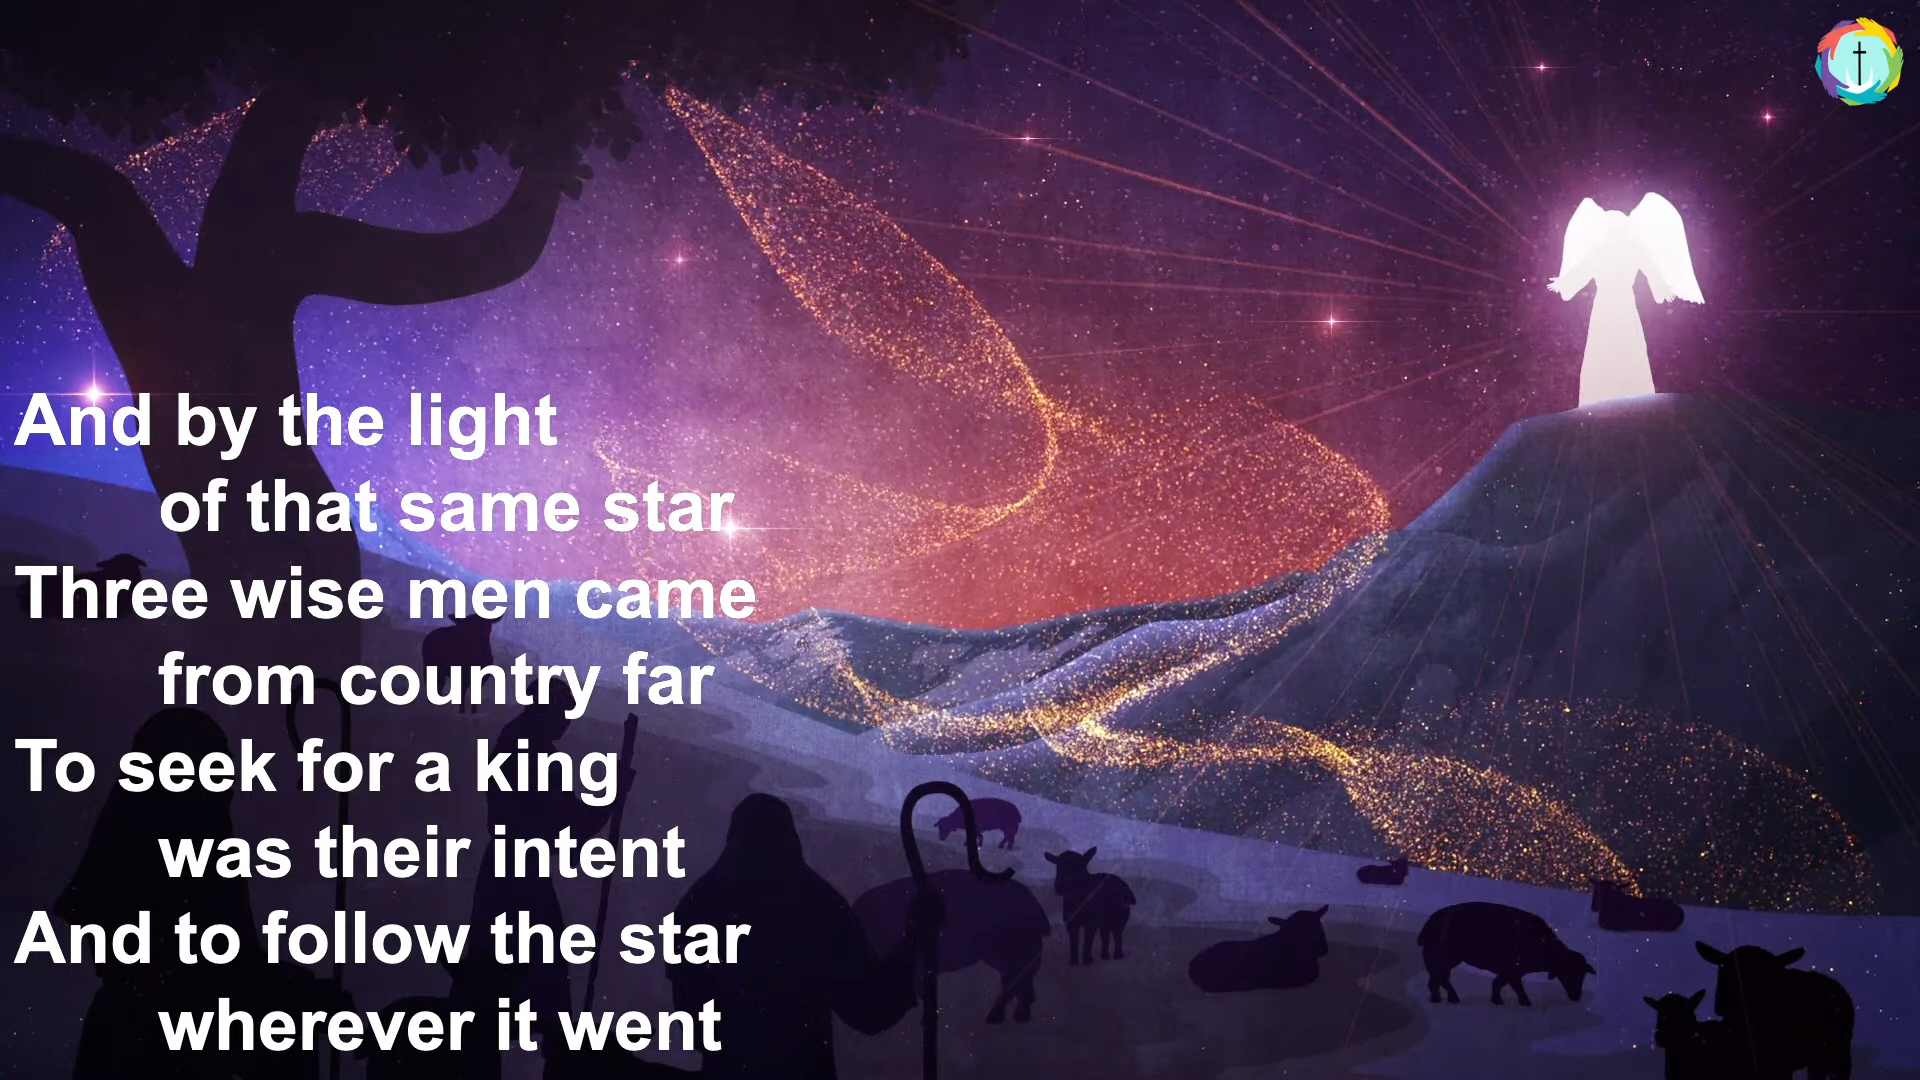 And by the light
of that same star
Three wise men came
from country far
To seek for a king
was their intent
And to follow the star
wherever it went